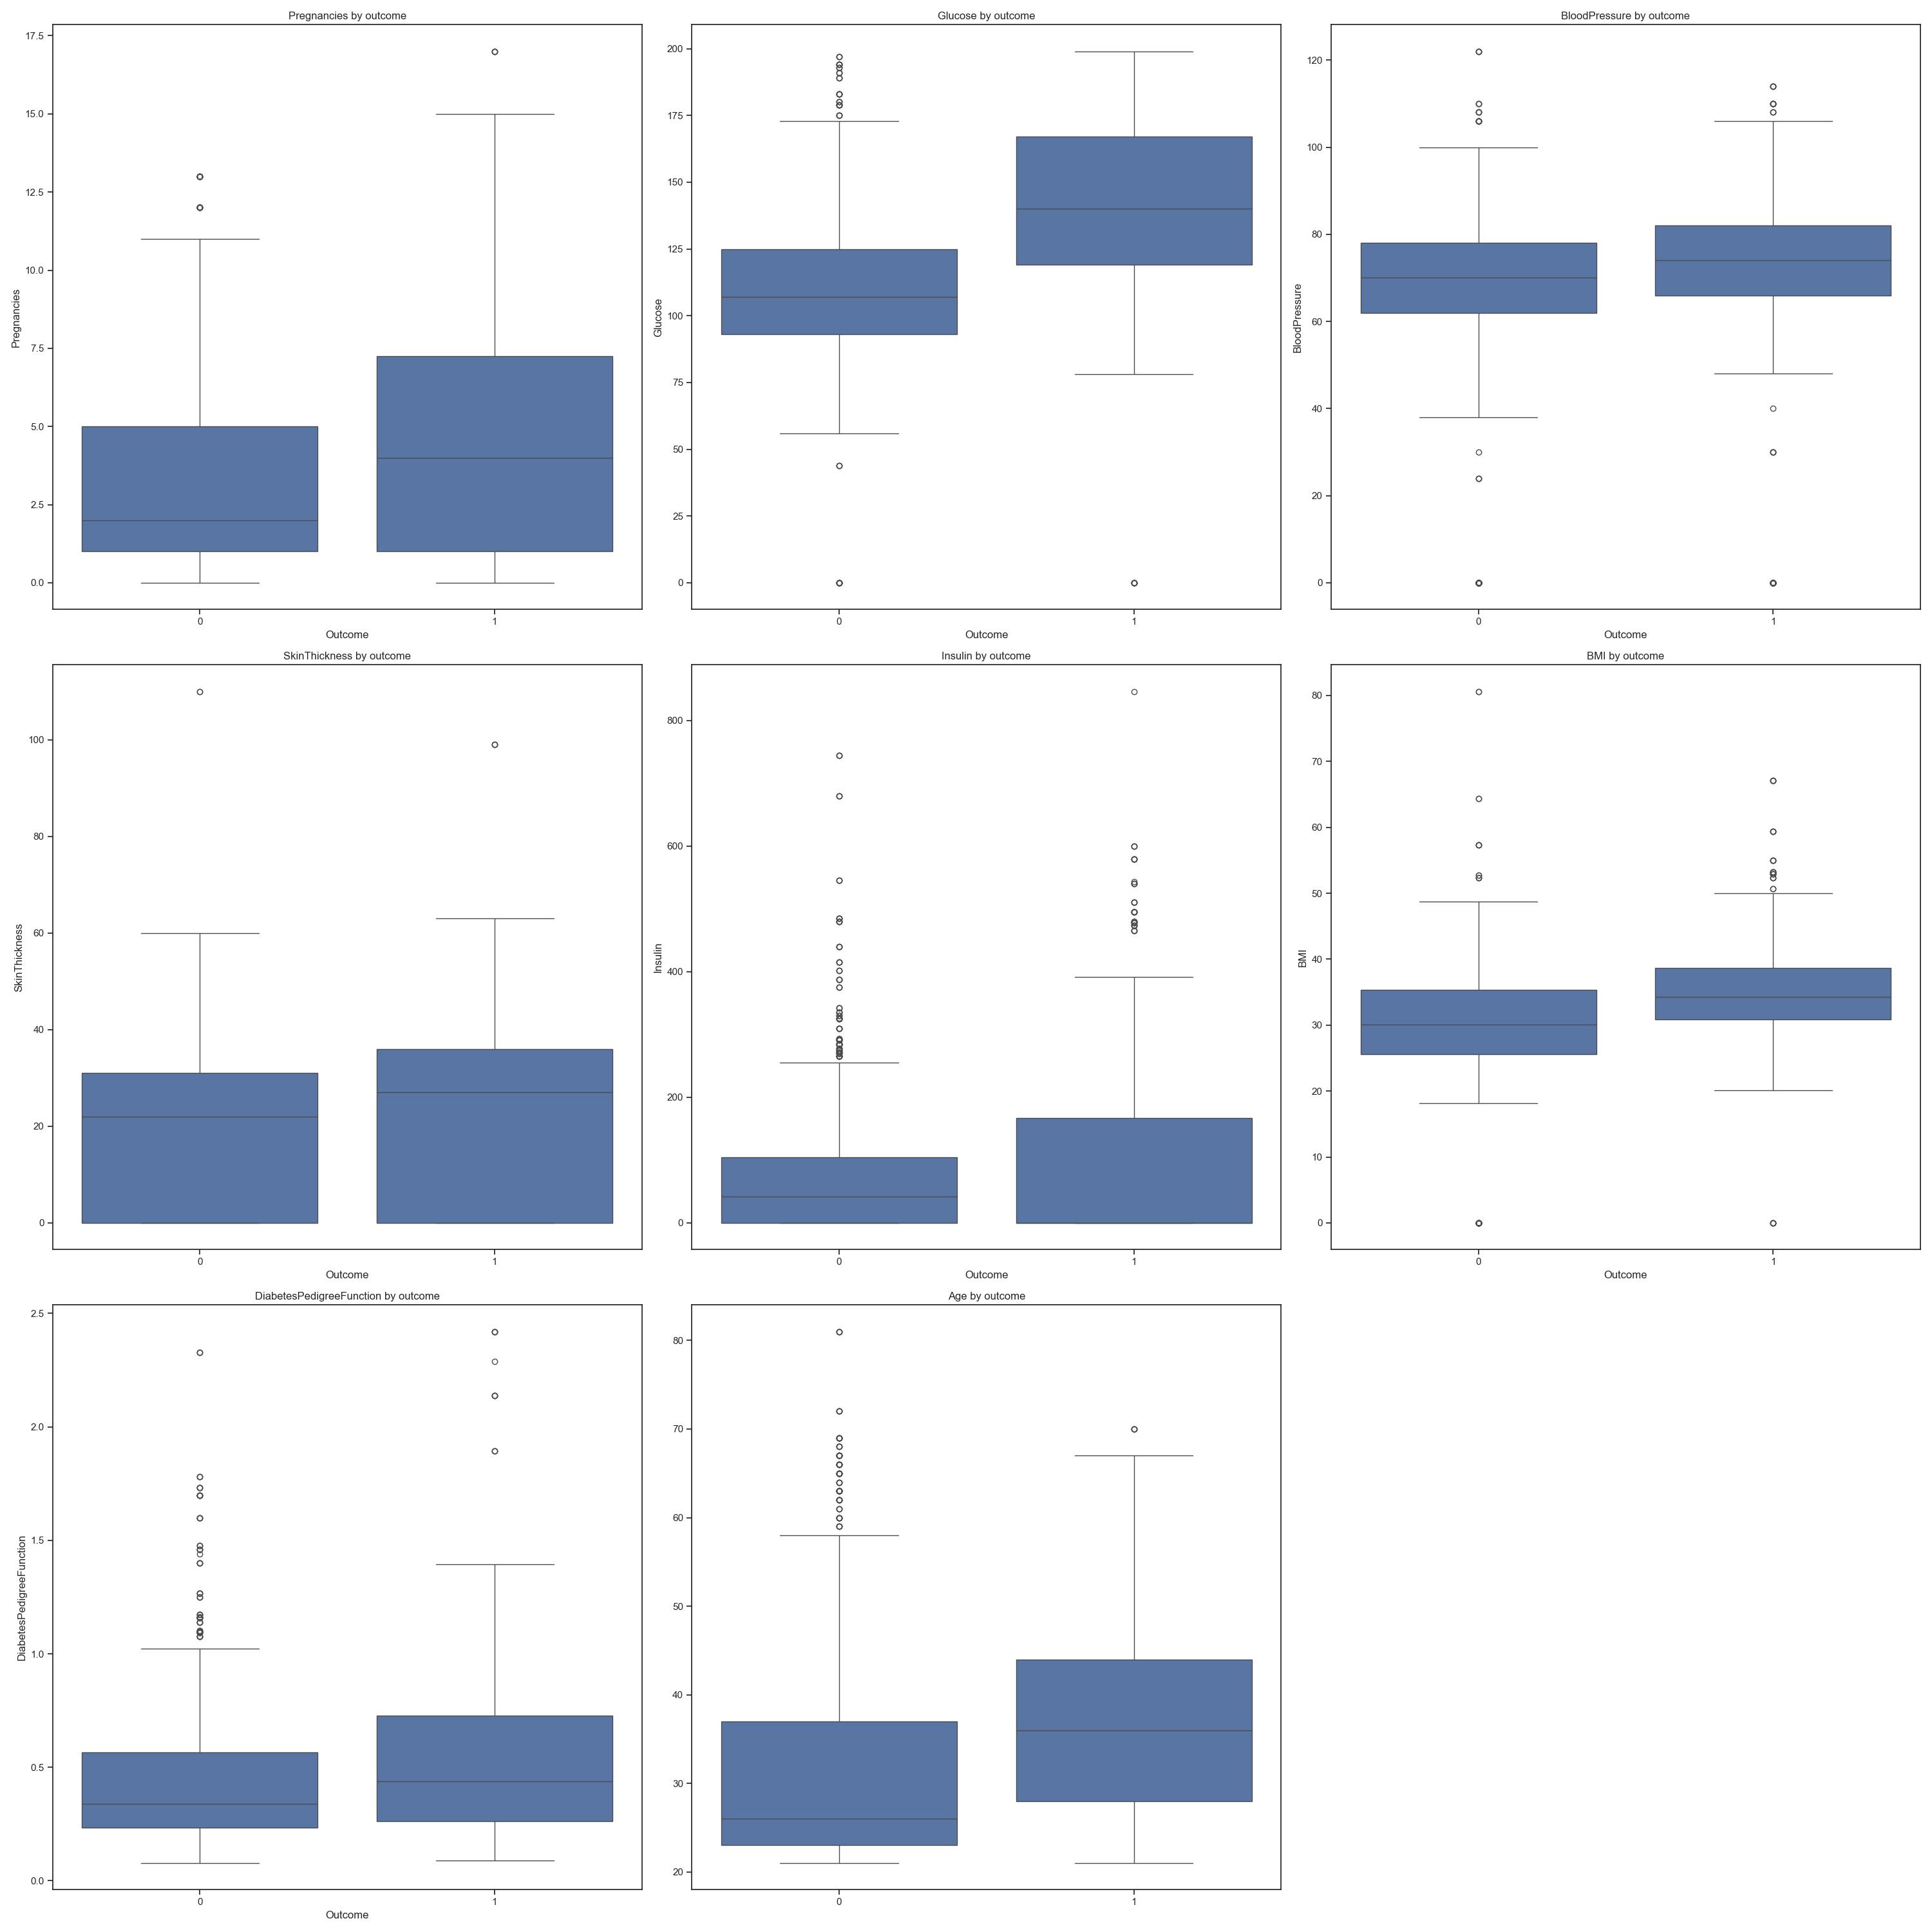 Pregnancies by outcome
Pregnancies
17.5
15.0
12.5
10.0
7.5
5.0
2.5
0.0
0 1
Outcome
Glucose by outcome
Glucose
200
175
150
125
100
75
50
25
0
0 1
Outcome
BloodPressure by outcome
BloodPressure
120
100
80
60
40
20
0
0 1
Outcome
SkinThickness by outcome
SkinThickness
100
80
60
40
20
0
0 1
Outcome
Insulin by outcome
Insulin
800
600
400
200
0
0 1
Outcome
BMI by outcome
BMI
80
70
60
50
40
30
20
10
0
0 1
Outcome
DiabetesPedigreeFunction by outcome
DiabetesPedigreeFunction
2.5
2.0
1.5
1.0
0.5
0.0
0 1
Outcome
Age by outcome
Age
80
70
60
50
40
30
20
0 1
Outcome